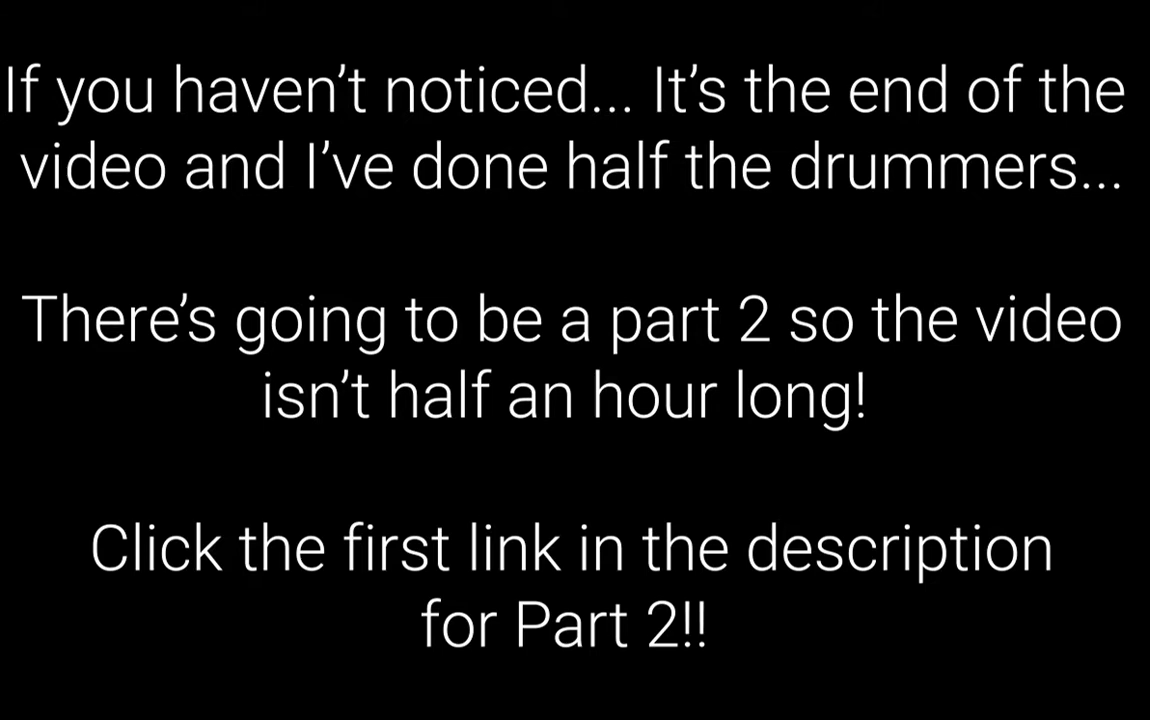 If you haven’t noticed... It’s the end of the
video and I’ve done half the drummers...
There’s going to be a part 2 so the video
isn’t half an hour long!
Click the first link in the description
for Part 2!!